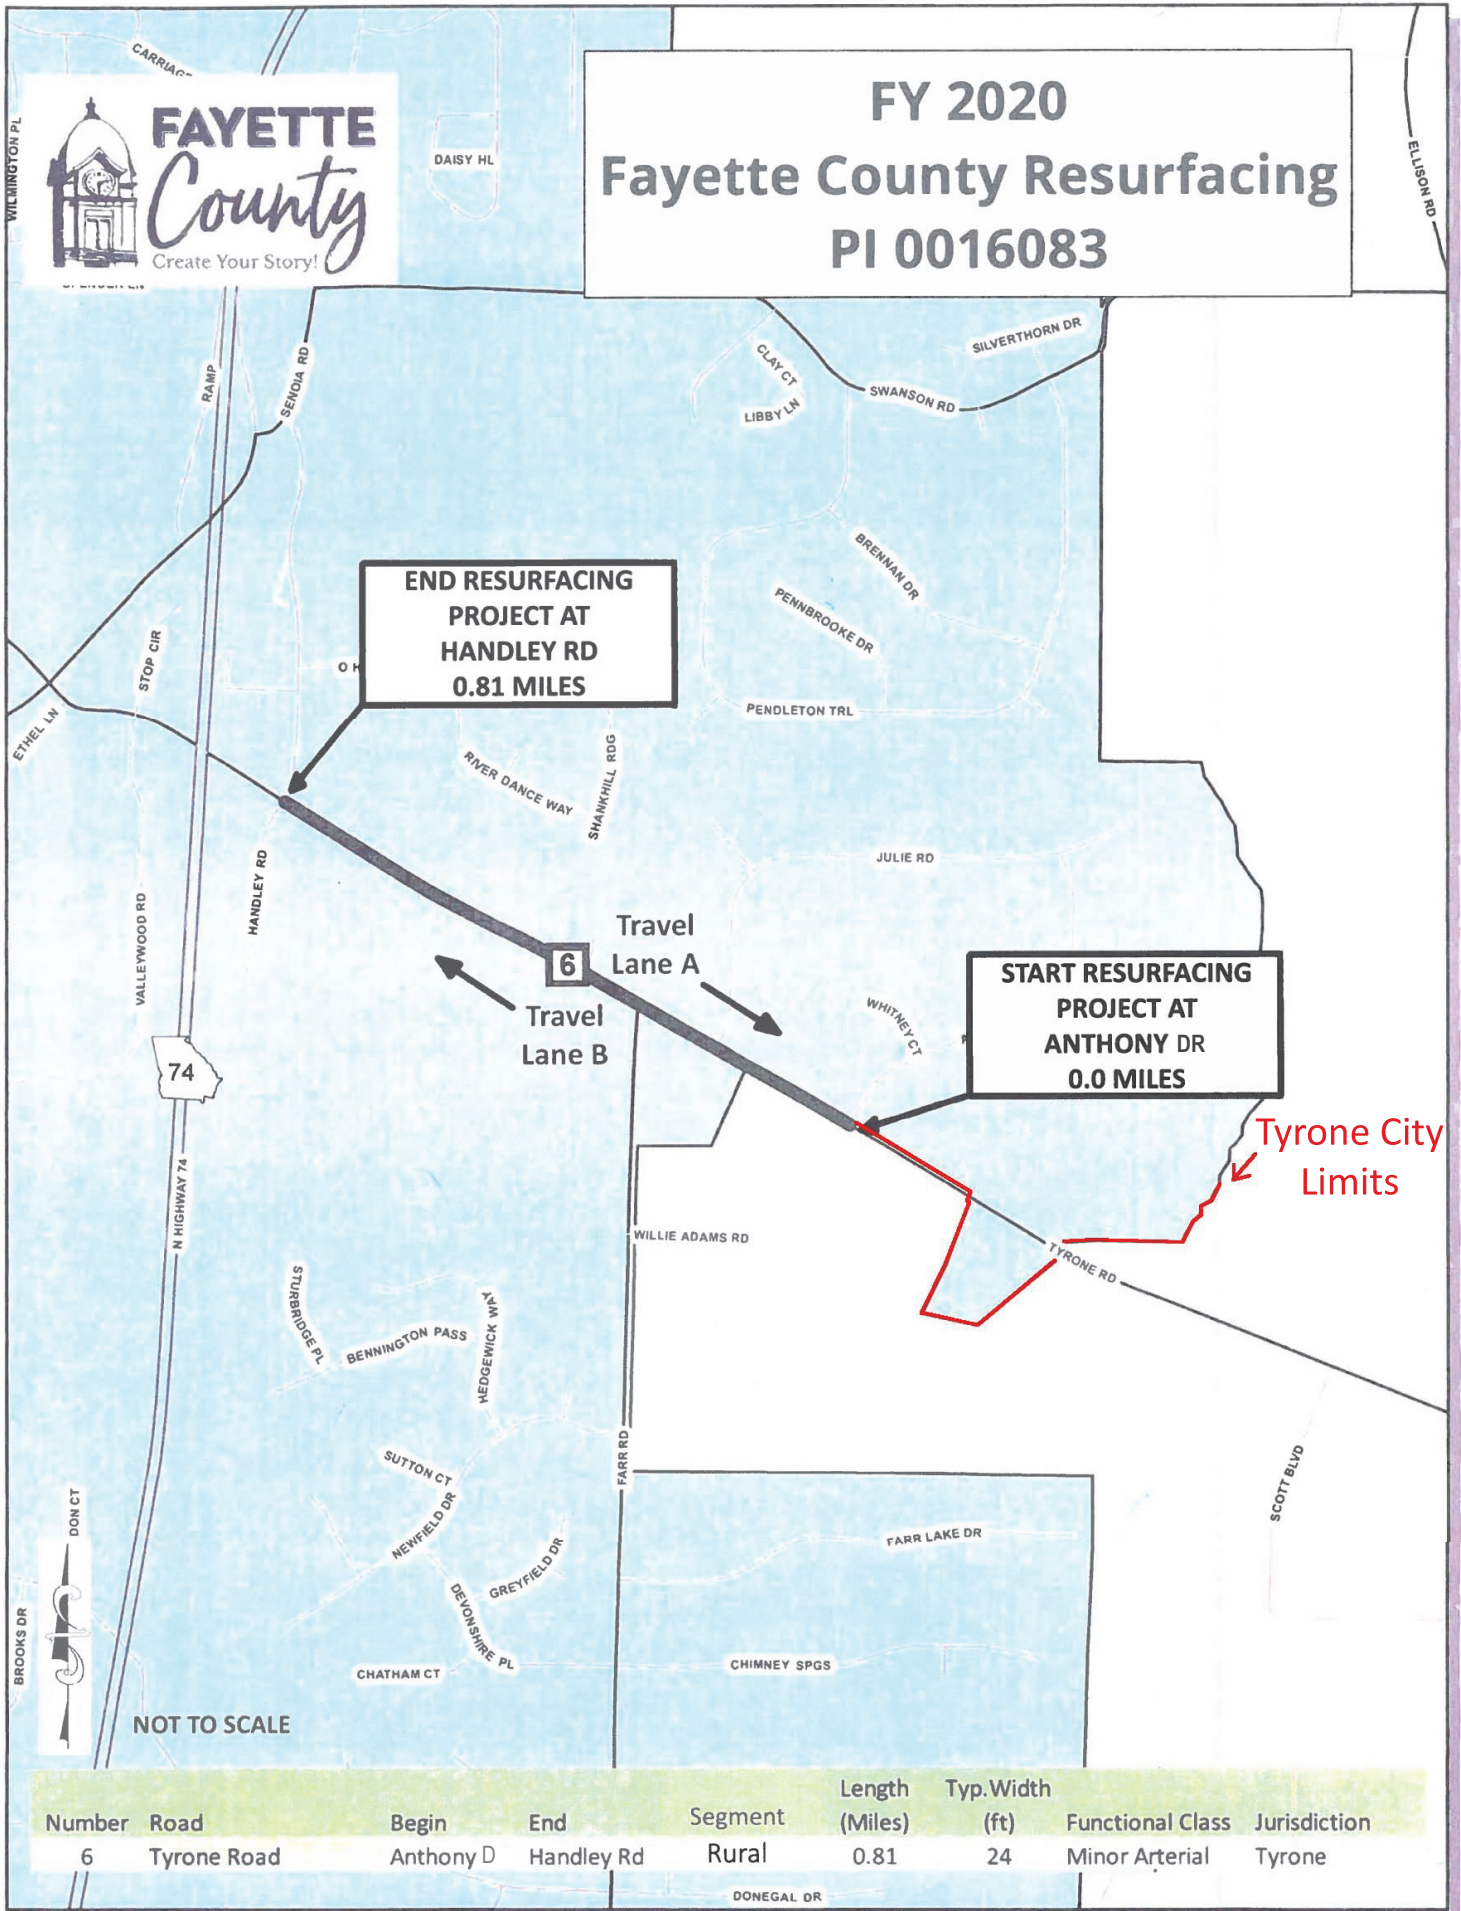 CARRIAGE
WILMINGTON PL
FAYETTE
County
Create Your Story!
DAISY HL
FY 2020
Fayette County Resurfacing
PI 0016083
ELLISON RD
SPENCER LN
RAMP
SENOIA RD
CLAY CT
LIBBY LN
SWANSON RD
SILVERTHORN DR
BRENNAN DR
PENNBROOKE DR
PENDLETON TRL
STOP CIR
ETHEL LN
O H
END RESURFACING
PROJECT AT
HANDLEY RD
0.81 MILES
RIVER DANCE WAY
SHANKHILL RDG
JULIE RD
HANDLEY RD
VALLEYWOOD RD
6
Travel
Lane A
Travel
Lane B
WHITNEY CT
START RESURFACING
PROJECT AT
ANTHONY DR
0.0 MILES
74
N HIGHWAY 74
Tyrone City
Limits
WILLIE ADAMS RD
TYRONE RD
STURBRIDGE PL
BENNINGTON PASS
HEDGEWICK WAY
FARR RD
SUTTON CT
NEWFIELD DR
GREYFIELD DR
DEVONSHIRE PL
CHATHAM CT
FARR LAKE DR
CHIMNEY SPGS
SCOTT BLVD
DON CT
BROOKS DR
NOT TO SCALE
Number Road Begin End Segment Length (Miles) Typ.Width (ft) Functional Class Jurisdiction
6 Tyrone Road Anthony D Handley Rd Rural 0.81 24 Minor Arterial Tyrone
DONEGAL DR